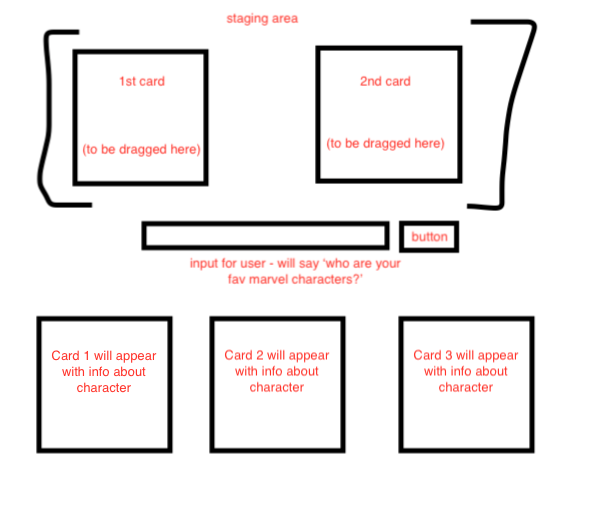 staging area
1st card
2nd card
(to be dragged here)
(to be dragged here)
button
input for user - will say 'who are your
fav marvel characters?'
Card 1 will appear
with info about
character
Card 2 will appear
with info about
character
Card 3 will appear
with info about
character